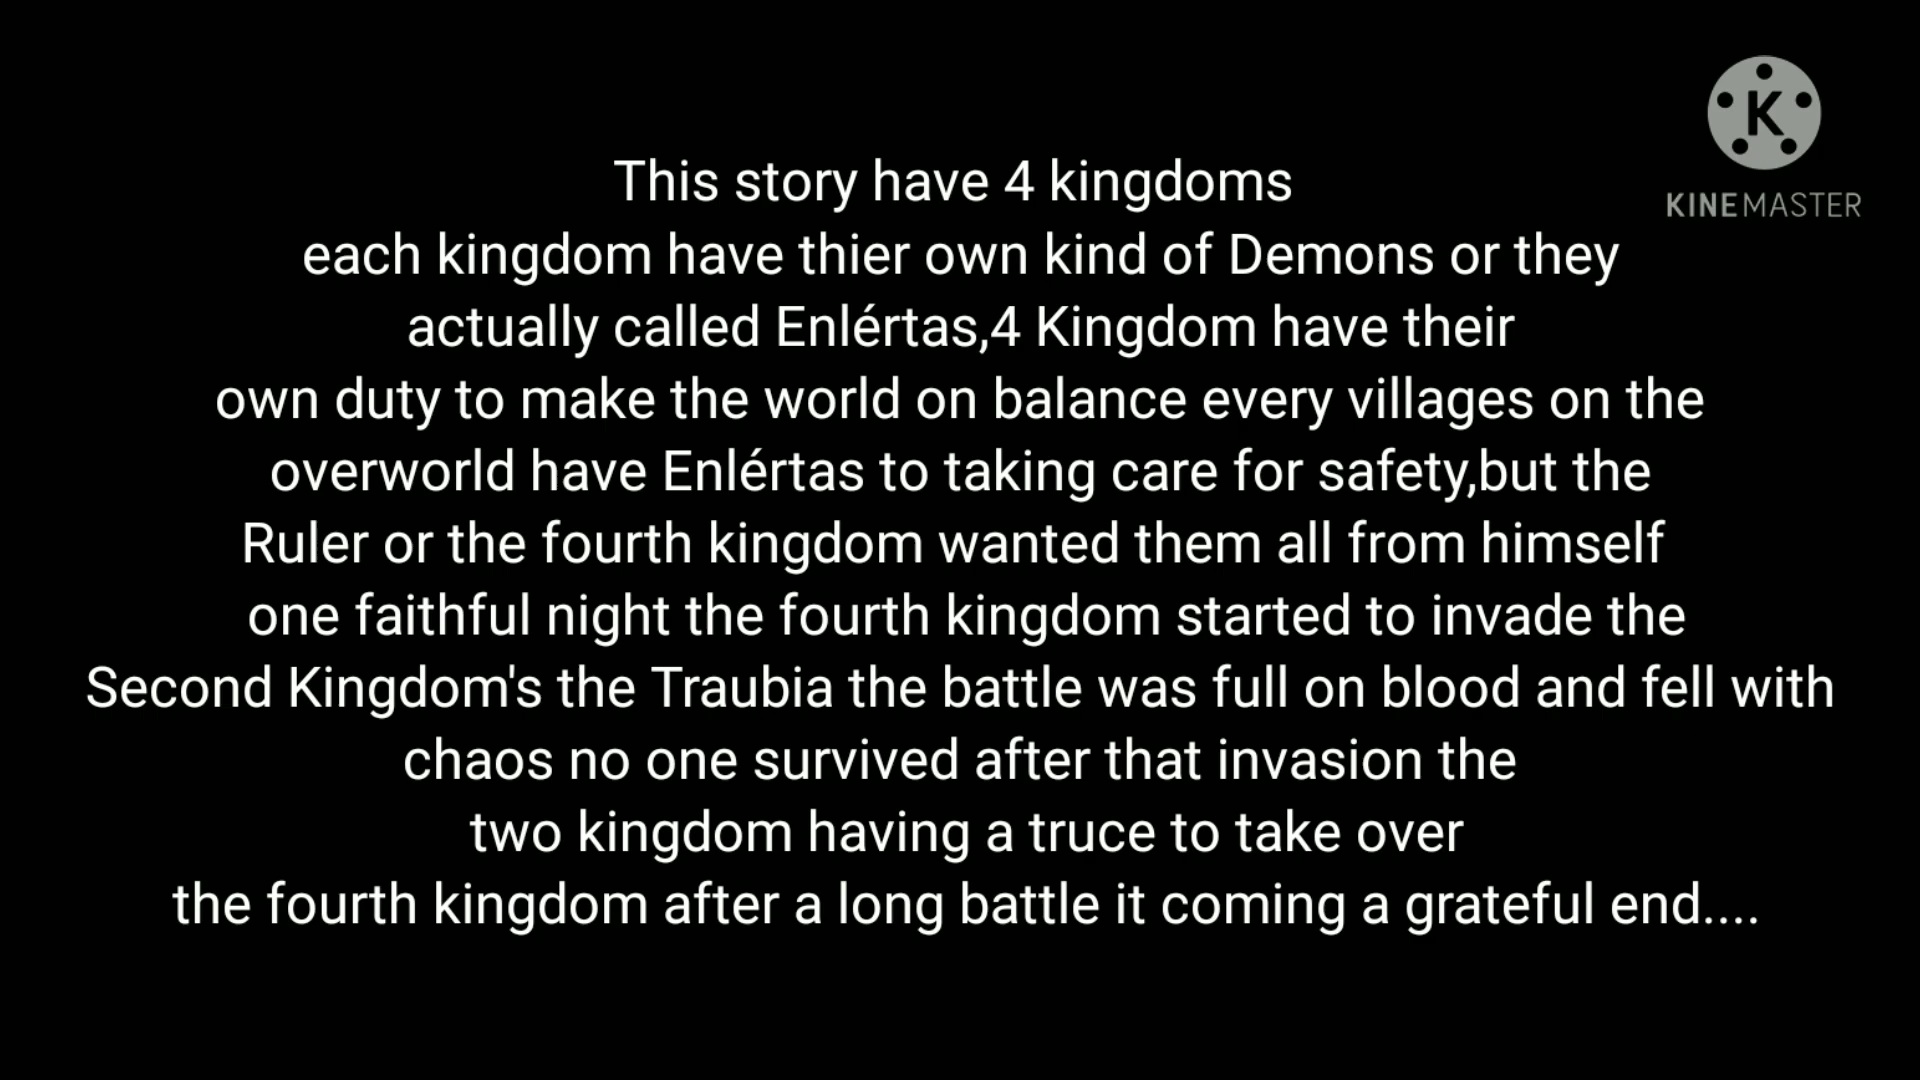 K
KINEMASTER
This story have 4 kingdoms
each kingdom have thier own kind of Demons or they
actually called Enlértas,4 Kingdom have their
own duty to make the world on balance every villages on the
overworld have Enlértas to taking care for safety,but the
Ruler or the fourth kingdom wanted them all from himself
one faithful night the fourth kingdom started to invade the
Second Kingdom's the Traubia the battle was full on blood and fell with
chaos no one survived after that invasion the
two kingdom having a truce to take over
the fourth kingdom after a long battle it coming a grateful end....